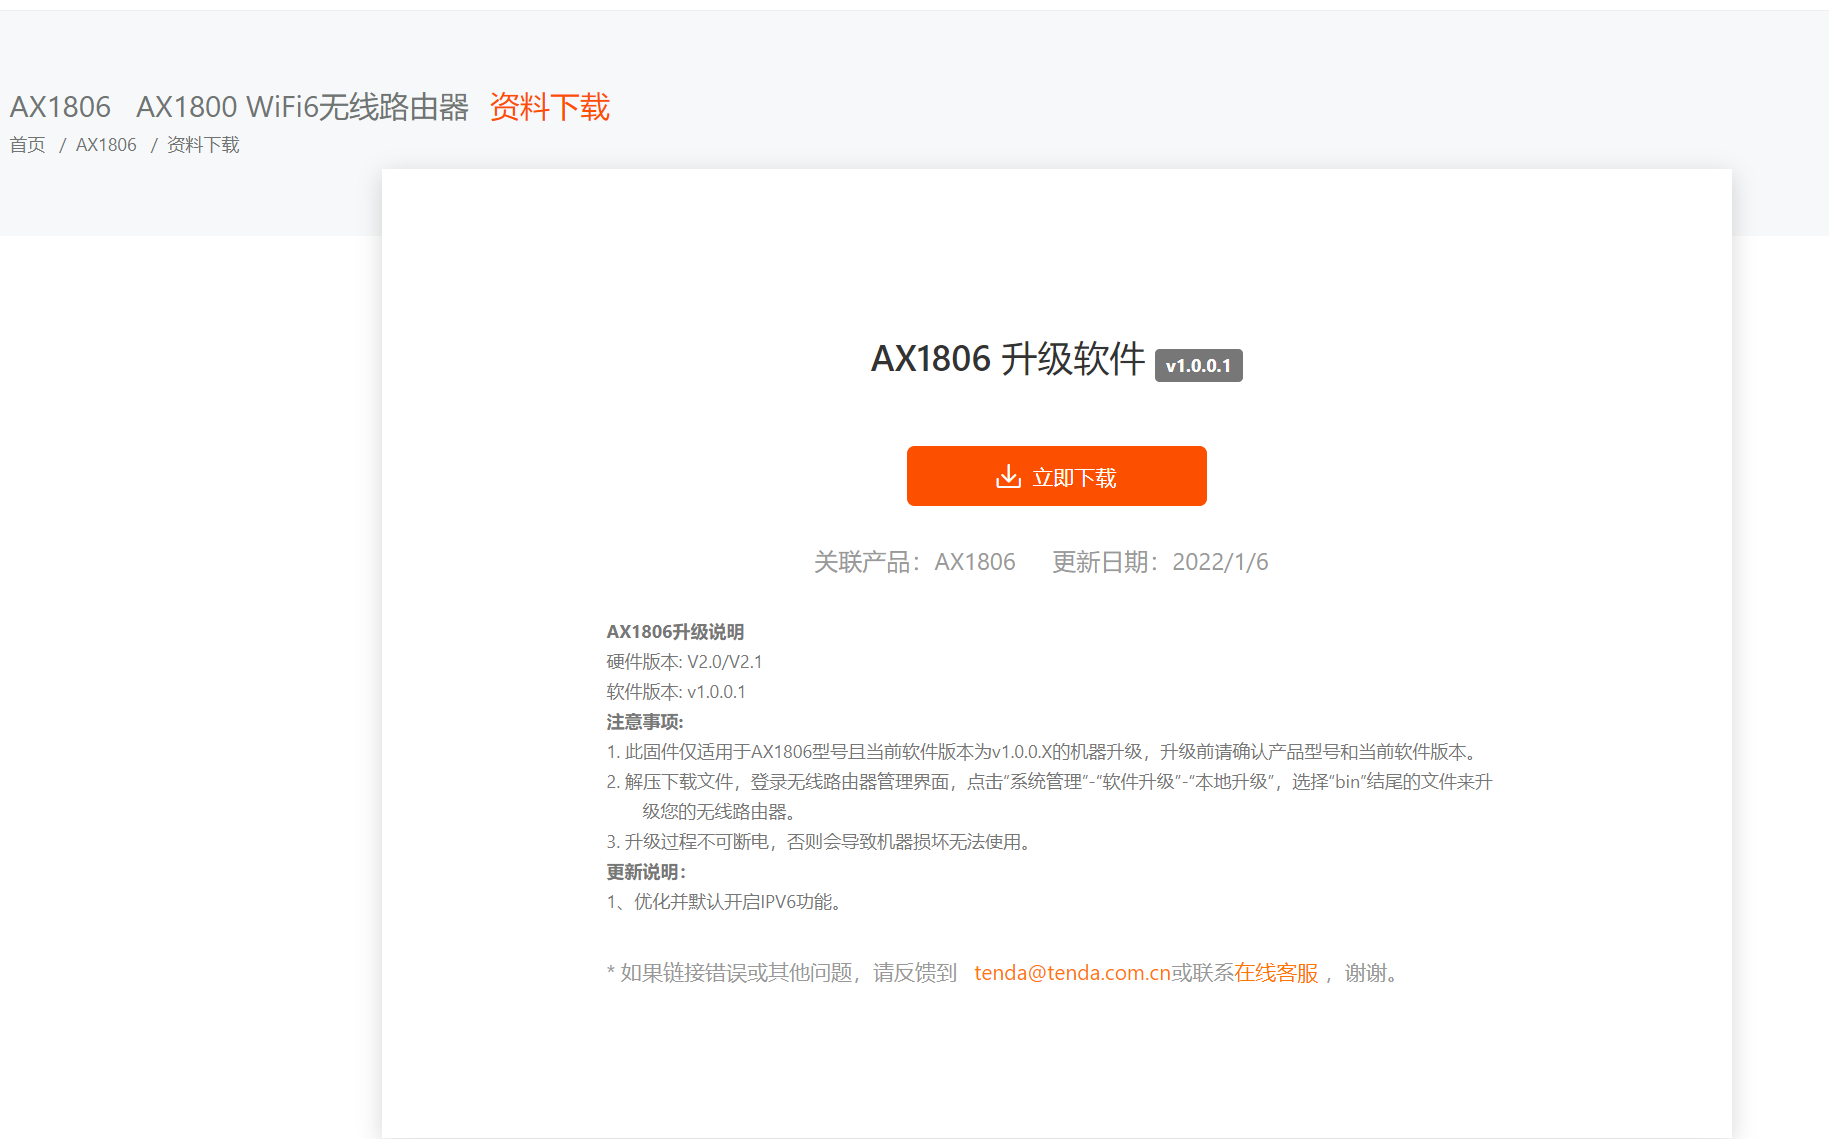 AX1806 AX1800 WiFi6无线路由器 资料下载
首页 / AX1806 / 资料下载
AX1806 升级软件 v1.0.0.1
立即下载
关联产品：AX1806 更新日期：2022/1/6
AX1806升级说明
硬件版本: V2.0/V2.1
软件版本: v1.0.0.1
注意事项:
1. 此固件仅适用于AX1806型号且当前软件版本为v1.0.0.X的机器升级，升级前请确认产品型号和当前软件版本。
2. 解压下载文件，登录无线路由器管理界面，点击“系统管理”-“软件升级”-“本地升级”，选择“bin”结尾的文件来升
级您的无线路由器。
3. 升级过程不可断电，否则会导致机器损坏无法使用。
更新说明：
1、优化并默认开启IPV6功能。
* 如果链接错误或其他问题，请反馈到 tenda@tenda.com.cn或联系在线客服 ，谢谢。